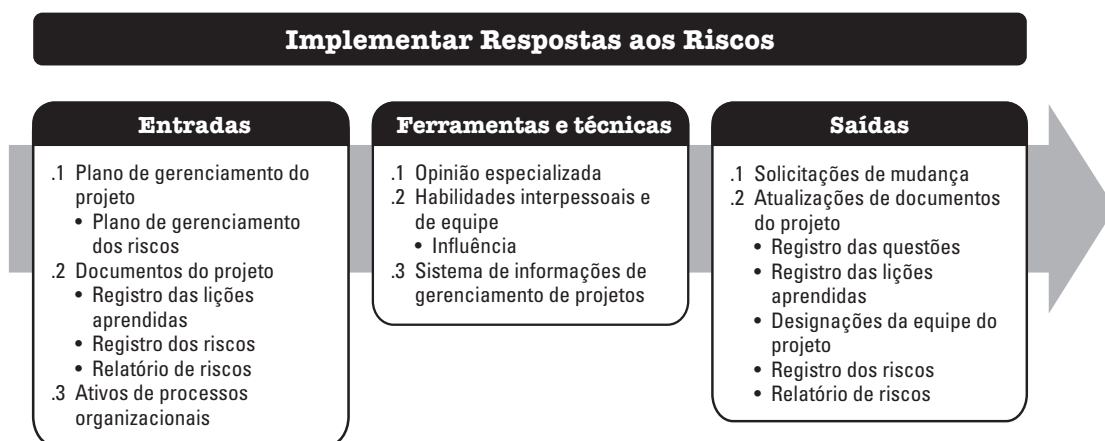 Implementar Respostas aos Riscos
Entradas
.1 Plano de gerenciamento do
projeto
• Plano de gerenciamento
dos riscos
.2 Documentos do projeto
• Registro das lições
aprendidas
• Registro dos riscos
• Relatório de riscos
.3 Ativos de processos
organizacionais
Ferramentas e técnicas
.1 Opinião especializada
.2 Habilidades interpessoais e
de equipe
• Influência
.3 Sistema de informações de
gerenciamento de projetos
Saídas
.1 Solicitações de mudança
.2 Atualizações de documentos
do projeto
• Registro das questões
• Registro das lições
aprendidas
• Designações da equipe do
projeto
• Registro dos riscos
• Relatório de riscos